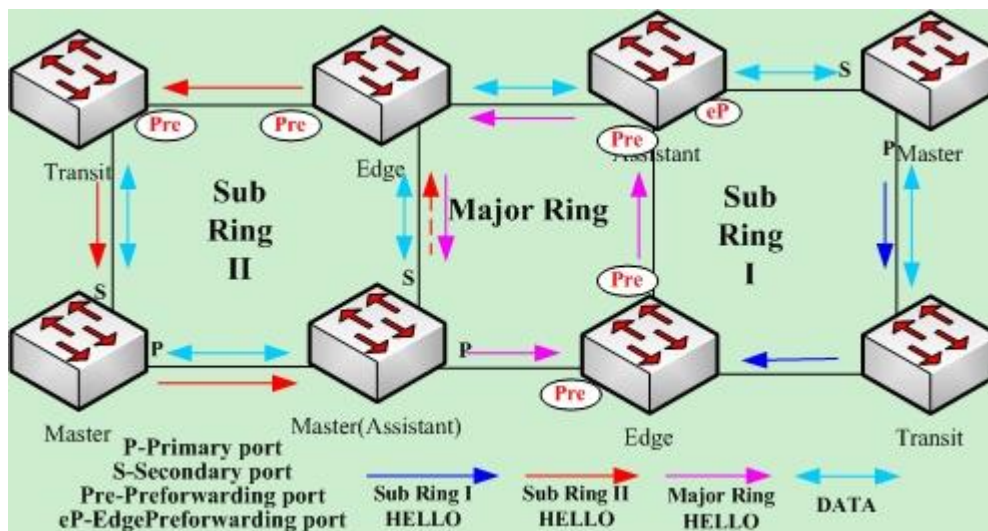 S
eP
Pre
Pre
Pre
Transit
Edge
Assistant
P
Master
Sub
Ring
II
Major Ring
Sub
Ring
I
Pre
S
S
P
P
Pre
Master
Master(Assistant)
Edge
Transit
P-Primary port
S-Secondary port
Pre-Preforwarding port
eP-EdgePreforwarding port
Sub Ring I
HELLO
Sub Ring II
HELLO
Major Ring
HELLO
DATA